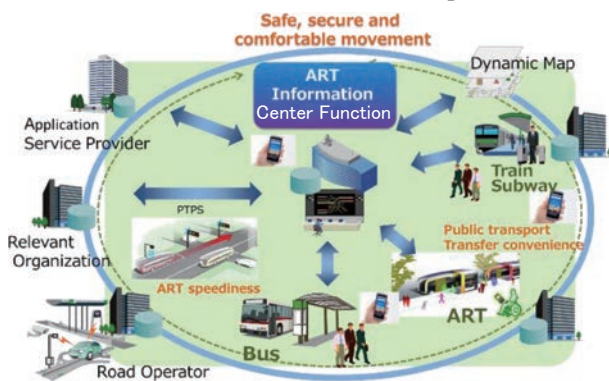 Safe, secure and
comfortable movement
ART
Information
Center Function
Dynamic Map
Application
Service Provider
Train
Subway
PTPS
Relevant
Organization
Public transport
Transfer convenience
ART speediness
ART
Bus
Road Operator